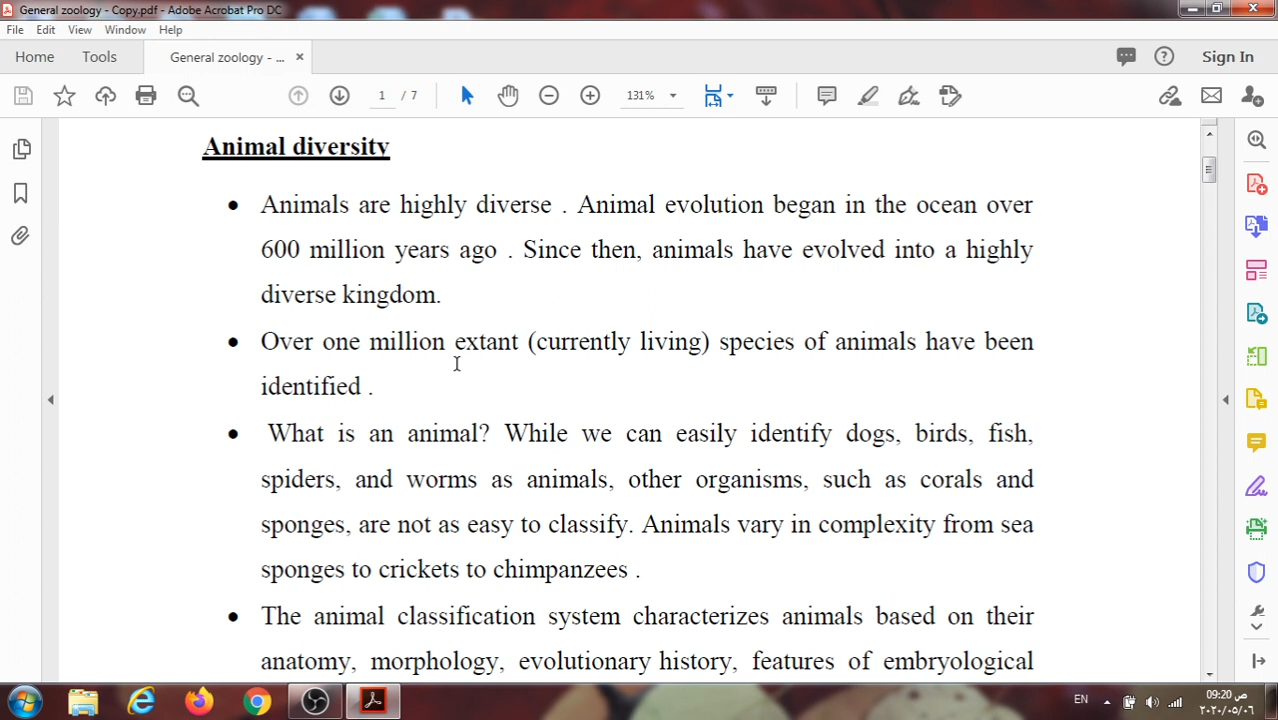 General zoology - Copy.pdf - Adobe Acrobat Pro DC
File Edit View Window Help
Home Tools General zoology - ... × Sign In
1 / 7 131%
Animal diversity
• Animals are highly diverse . Animal evolution began in the ocean over
600 million years ago . Since then, animals have evolved into a highly
diverse kingdom.
• Over one million extant (currently living) species of animals have been
identified .
• What is an animal? While we can easily identify dogs, birds, fish,
spiders, and worms as animals, other organisms, such as corals and
sponges, are not as easy to classify. Animals vary in complexity from sea
sponges to crickets to chimpanzees .
• The animal classification system characterizes animals based on their
anatomy, morphology, evolutionary history, features of embryological
EN 09:20 ص
٢٠٢٠/٠٥/٠٦